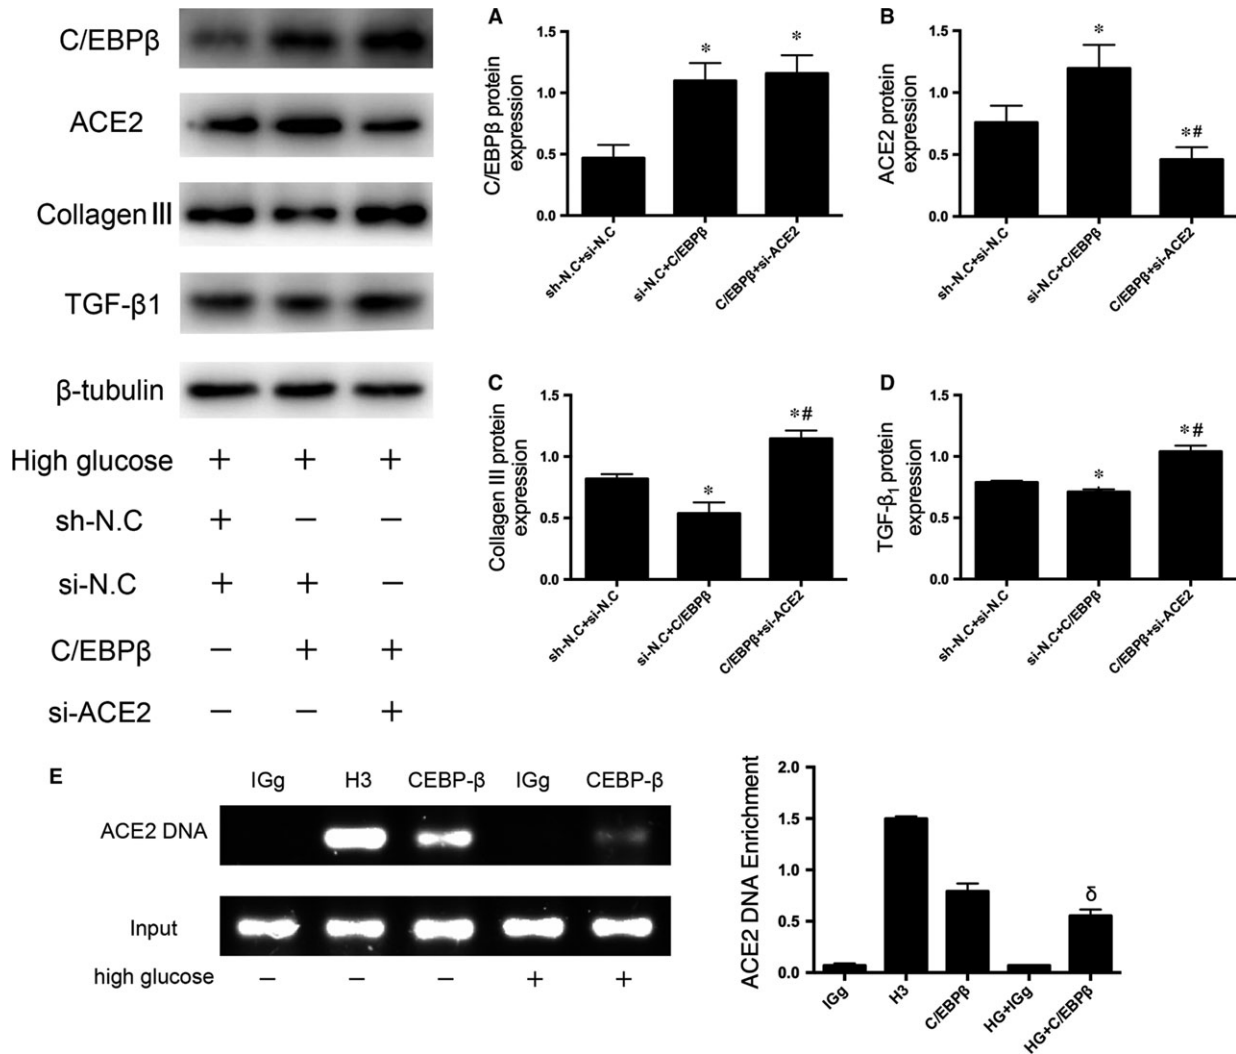 C/EBPβ
ACE2
Collagen III
TGF-β1
β-tubulin
High glucose + + +
sh-N.C + − −
si-N.C + + −
C/EBPβ − + +
si-ACE2 − − +
A
C/EBPβ protein
expression
1.5
1.0
0.5
0.0
* *
sh-N.C+si-N.C
si-N.C+C/EBPβ
C/EBPβ+si-ACE2
B
ACE2 protein
expression
1.5
1.0
0.5
0.0
*
*#
sh-N.C+si-N.C
si-N.C+C/EBPβ
C/EBPβ+si-ACE2
C
Collagen III protein
expression
1.5
1.0
0.5
0.0
*
*#
sh-N.C+si-N.C
si-N.C+C/EBPβ
C/EBPβ+si-ACE2
D
TGF-β1 protein
expression
1.5
1.0
0.5
0.0
*
*#
sh-N.C+si-N.C
si-N.C+C/EBPβ
C/EBPβ+si-ACE2
E
IGg H3 CEBP-β IGg CEBP-β
ACE2 DNA
Input
high glucose − − − + +
ACE2 DNA Enrichment
2.0
1.5
1.0
0.5
0.0
δ
IGg
H3
C/EBPβ
HG+IGg
HG+C/EBPβ